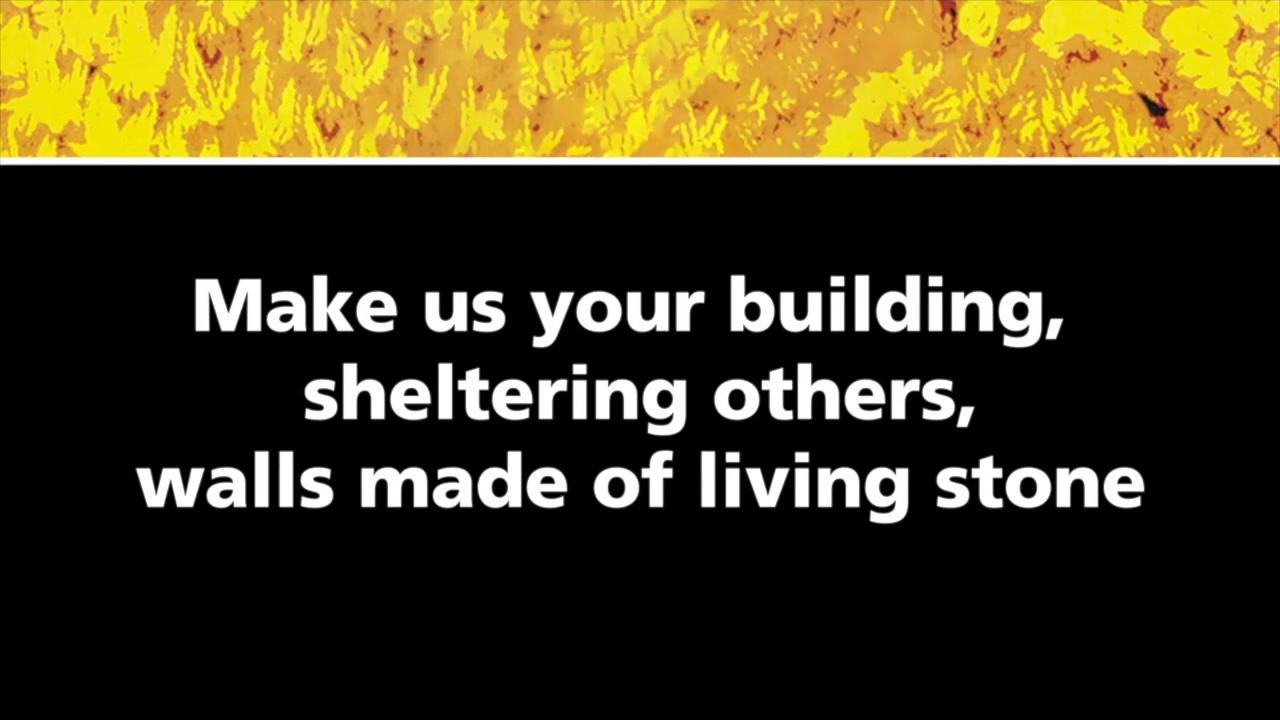 Make us your building,
sheltering others,
walls made of living stone